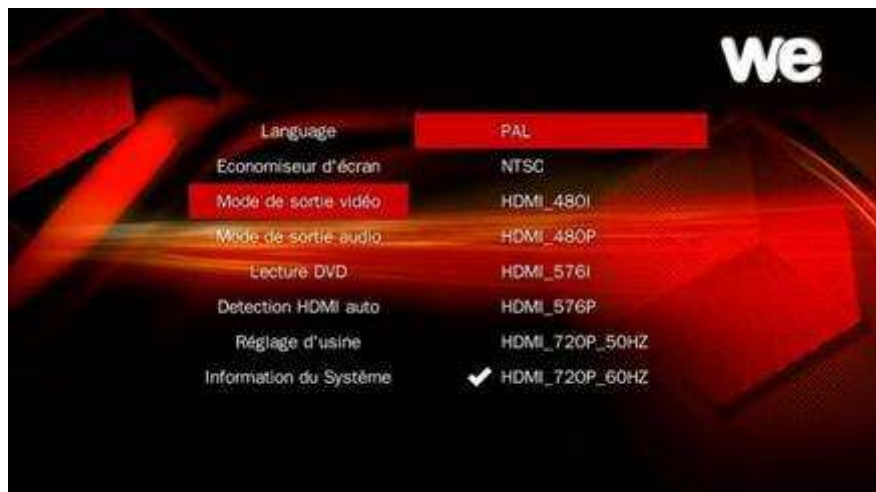 we.
Language
PAL
Economiseur d'écran
NTSC
Mode de sortie vidéo
HDMI_480I
Mode de sortie audio
HDMI_480P
Lecture DVD
HDMI_576I
Detection HDMI auto
HDMI_576P
Réglage d'usine
HDMI_720P_50HZ
Information du Système
HDMI_720P_60HZ